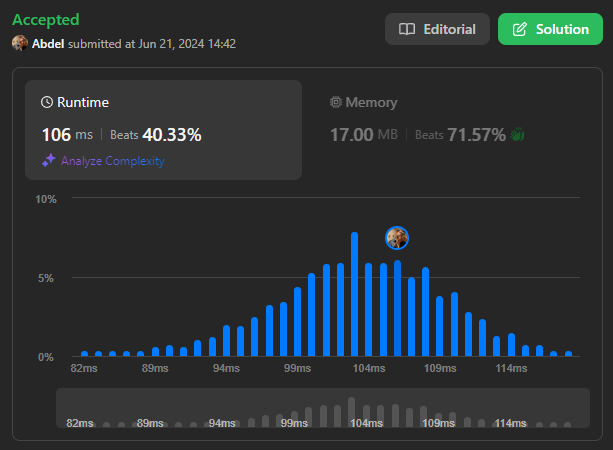 Accepted
Abdel submitted at Jun 21, 2024 14:42
Editorial
Solution
Runtime
106 ms | Beats 40.33%
Analyze Complexity
Memory
17.00 MB | Beats 71.57%
10%
5%
0%
82ms 89ms 94ms 99ms 104ms 109ms 114ms
82ms 89ms 94ms 99ms 104ms 109ms 114ms